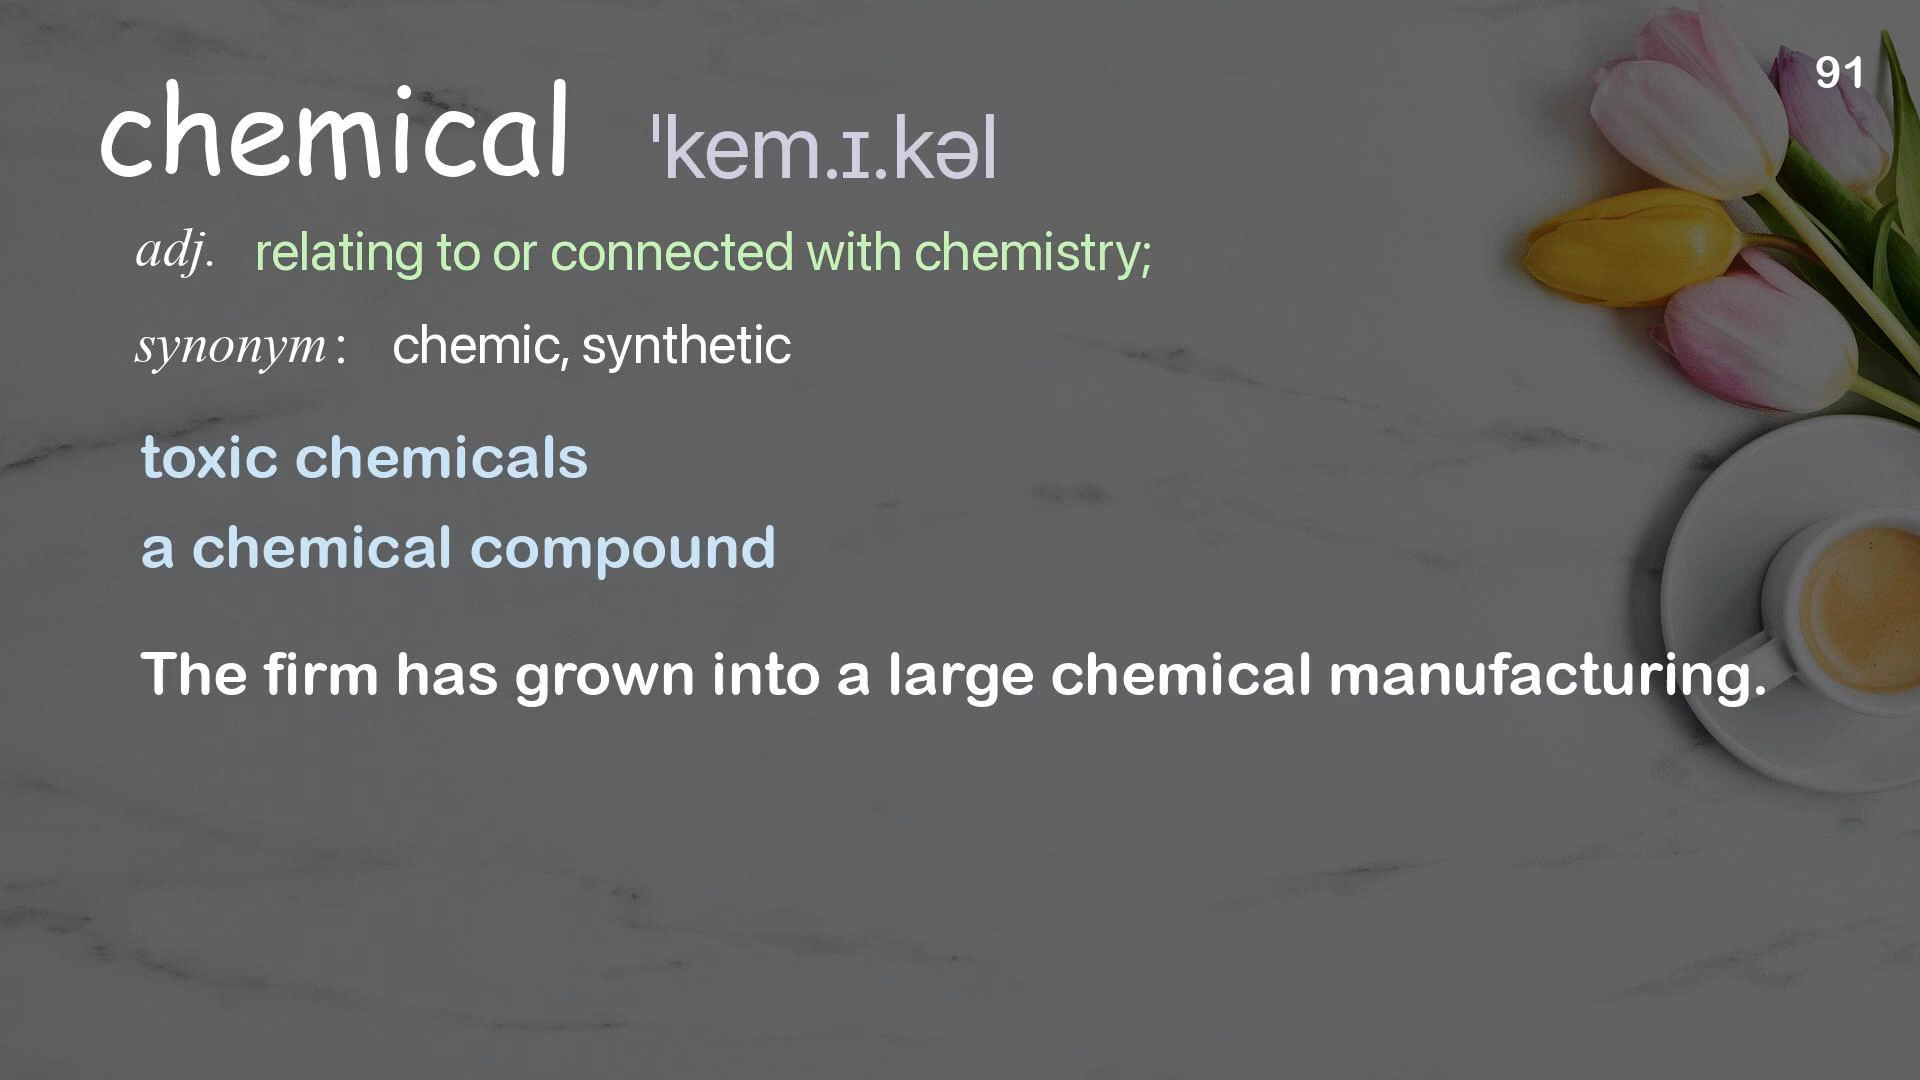 91
chemical ˈkem.ɪ.kəl
adj. relating to or connected with chemistry;
synonym: chemic, synthetic
toxic chemicals
a chemical compound
The firm has grown into a large chemical manufacturing.